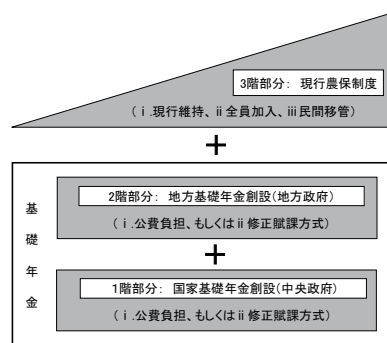 3階部分: 現行農保制度
(ⅰ.現行維持、ⅱ全員加入、ⅲ民間移管)
+
基礎年金
2階部分: 地方基礎年金創設(地方政府)
(ⅰ.公費負担、もしくはⅱ修正賦課方式)
+
1階部分: 国家基礎年金創設(中央政府)
(ⅰ.公費負担、もしくはⅱ修正賦課方式)